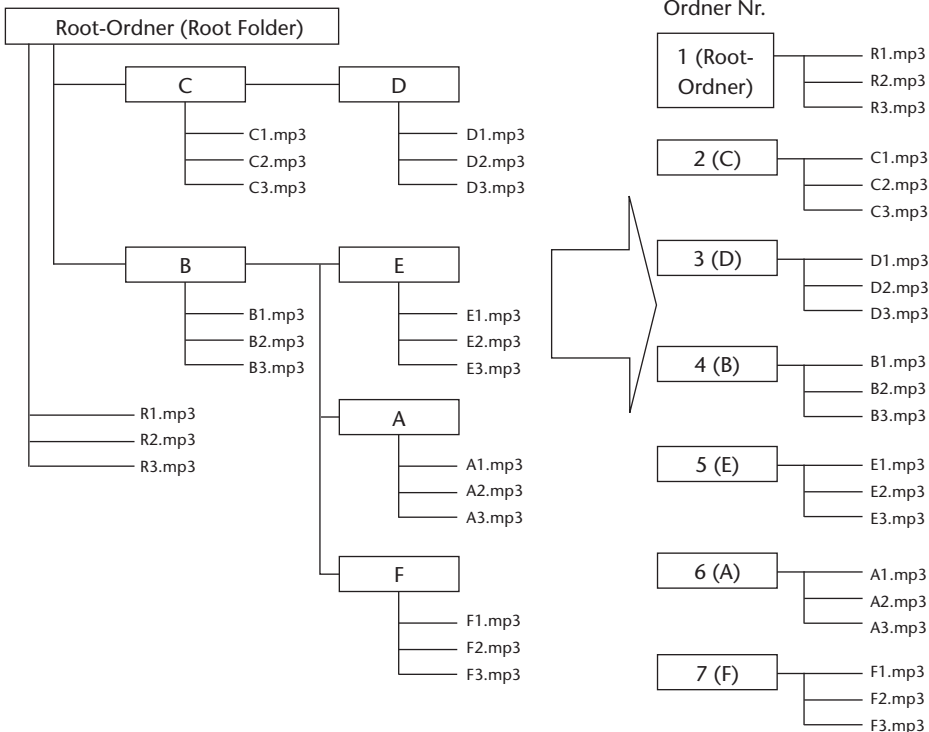 Root-Ordner (Root Folder)
C
C1.mp3
C2.mp3
C3.mp3
D
D1.mp3
D2.mp3
D3.mp3
B
B1.mp3
B2.mp3
B3.mp3
E
E1.mp3
E2.mp3
E3.mp3
A
A1.mp3
A2.mp3
A3.mp3
F
F1.mp3
F2.mp3
F3.mp3
R1.mp3
R2.mp3
R3.mp3
Ordner Nr.
1 (Root-
Ordner)
R1.mp3
R2.mp3
R3.mp3
2 (C)
C1.mp3
C2.mp3
C3.mp3
3 (D)
D1.mp3
D2.mp3
D3.mp3
4 (B)
B1.mp3
B2.mp3
B3.mp3
5 (E)
E1.mp3
E2.mp3
E3.mp3
6 (A)
A1.mp3
A2.mp3
A3.mp3
7 (F)
F1.mp3
F2.mp3
F3.mp3